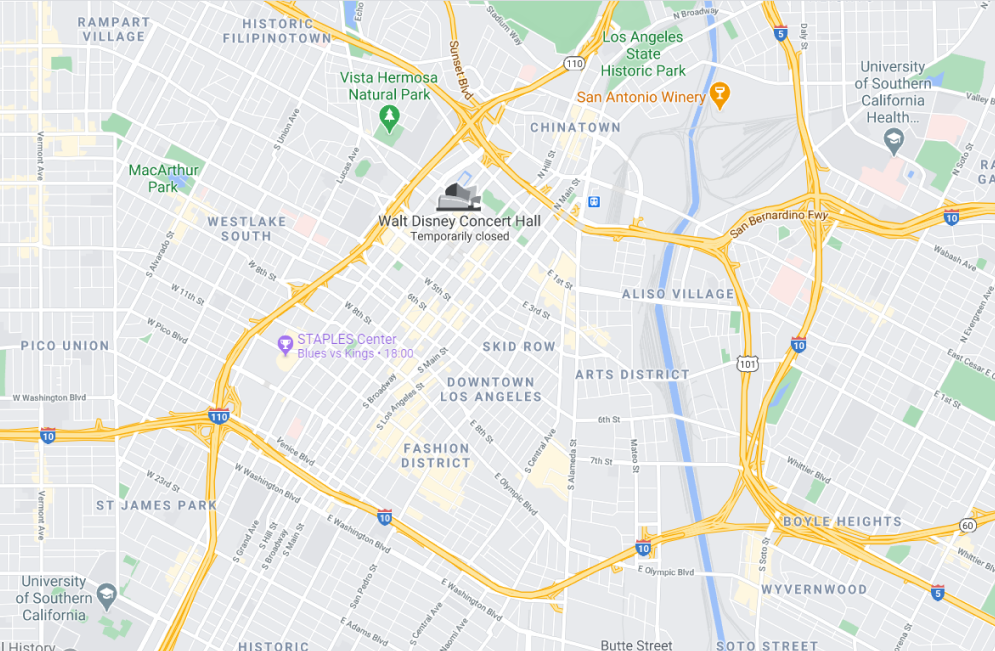 RAMPART
VILLAGE
HISTORIC
FILIPINOTOWN
Echo
Stadium Way
N Broadway
Daly St
5
Sunset Blvd
110
Los Angeles
State
Historic Park
Vista Hermosa
Natural Park
San Antonio Winery
University
of Southern
California
Health...
Valley B
Vermont Ave
S Union Ave
Lucas Ave
CHINATOWN
N Hill St
N Main St
N Soto St
RA
GA
MacArthur
Park
Walt Disney Concert Hall
Temporarily closed
WESTLAKE
SOUTH
San Bernardino Fwy
10
S Alvarado St
W 8th St
W 11th St
W 5th St
6th St
W 8th St
E 1st St
E 3rd St
ALISO VILLAGE
Wabash Ave
N Evergreen Ave
W Pico Blvd
PICO UNION
STAPLES Center
Blues vs Kings • 18:00
S Main St
SKID ROW
10
101
East Cesar E C
ARTS DISTRICT
S Broadway
S Los Angeles St
DOWNTOWN
LOS ANGELES
E 1st St
W Washington Blvd
110
10
6th St
E 8th St
S Central Ave
S Alameda St
Mateo St
7th St
Venice Blvd
FASHION
DISTRICT
W Washington Blvd
W 23rd St
E Olympic Blvd
Whittier Blvd
ST JAMES PARK
Vermont Ave
10
E Washington Blvd
BOYLE HEIGHTS
60
S Grand Ave
S Hill St
S Broadway
S Main St
10
S Soto St
Whittier Bl
E Olympic Blvd
University
of Southern
California
San Pedro St
E Washington Blvd
WYVERNWOOD
5
E Adams Blvd
S Central Ave
Naomi Ave
l History
HISTORIC
Butte Street
SOTO STREET
orena St